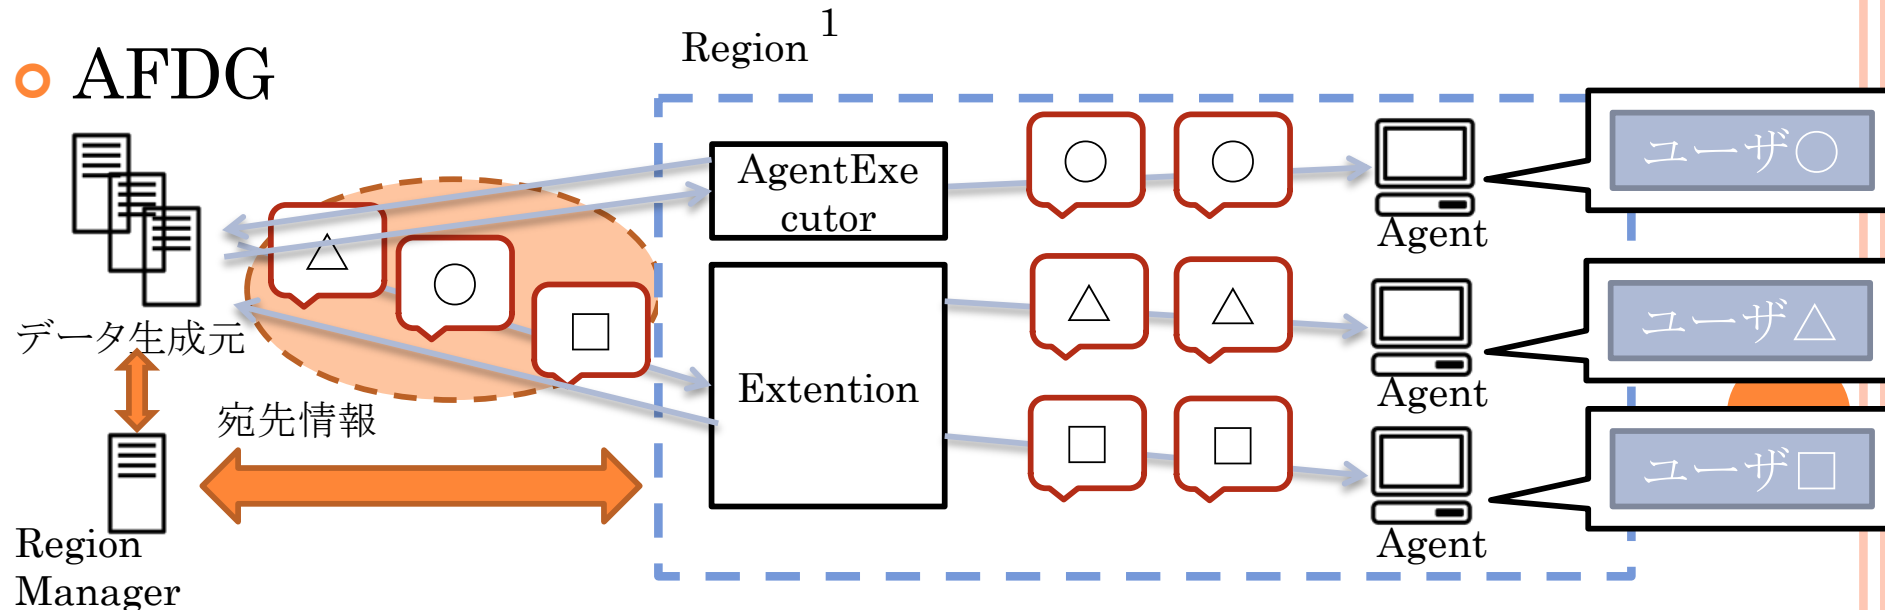 Region 1
AFDG
AgentExe
cutor
Agent
ユーザ○
データ生成元
Extention
Agent
ユーザ△
宛先情報
Agent
ユーザ□
Region
Manager